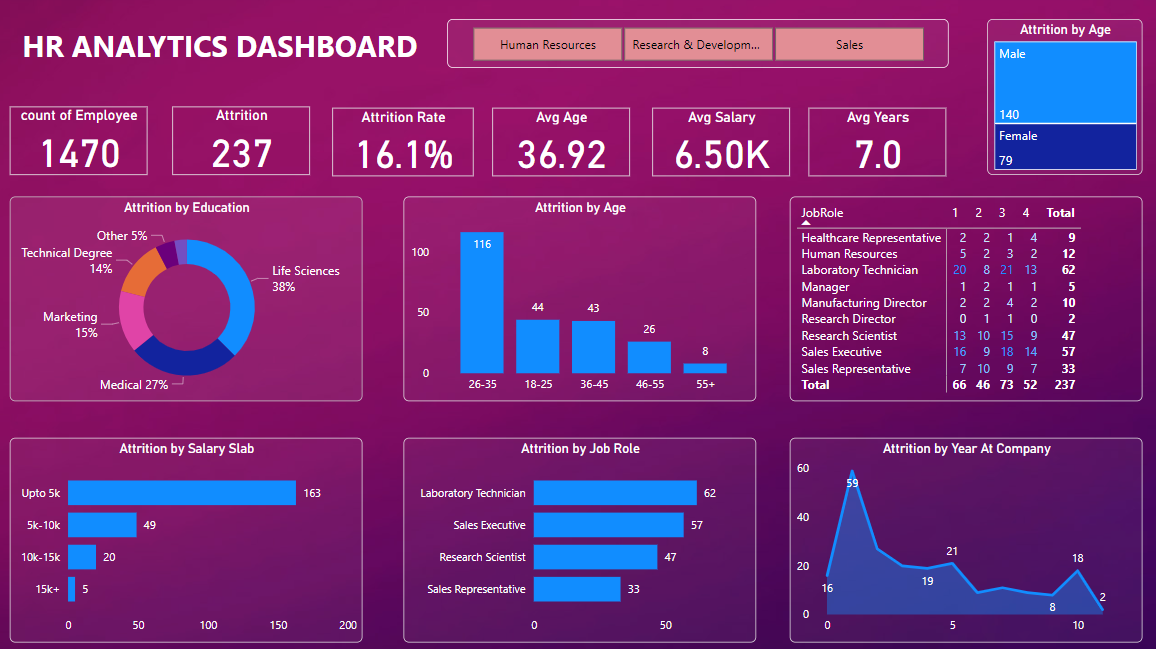 HR ANALYTICS DASHBOARD
Human Resources
Research & Developm...
Sales
Attrition by Age
Male
140
Female
79
count of Employee
1470
Attrition
237
Attrition Rate
16.1%
Avg Age
36.92
Avg Salary
6.50K
Avg Years
7.0
Attrition by Education
Other 5%
Technical Degree
14%
Life Sciences
38%
Marketing
15%
Medical 27%
Attrition by Age
100
50
0
116
44
43
26
8
26-35 18-25 36-45 46-55 55+
JobRole 1 2 3 4 Total
Healthcare Representative 2 2 1 4 9
Human Resources 5 2 3 2 12
Laboratory Technician 20 8 21 13 62
Manager 1 2 1 1 5
Manufacturing Director 2 2 4 2 10
Research Director 0 1 1 0 2
Research Scientist 13 10 15 9 47
Sales Executive 16 9 18 14 57
Sales Representative 7 10 9 7 33
Total 66 46 73 52 237
Attrition by Salary Slab
Upto 5k 163
5k-10k 49
10k-15k 20
15k+ 5
0 50 100 150 200
Attrition by Job Role
Laboratory Technician 62
Sales Executive 57
Research Scientist 47
Sales Representative 33
0 50
Attrition by Year At Company
60
40
20
0
16
59
19
21
8
18
2
0 5 10